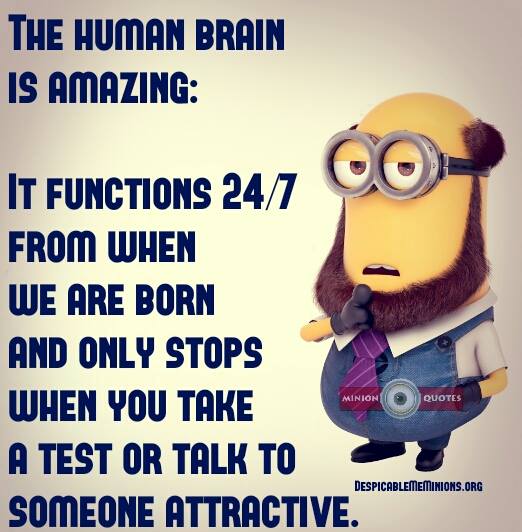 THE HUMAN BRAIN
IS AMAZING:
IT FUNCTIONS 24/7
FROM WHEN
WE ARE BORN
AND ONLY STOPS
WHEN YOU TAKE
A TEST OR TALK TO
SOMEONE ATTRACTIVE.
MINION QUOTES
DESPICABLEMEMINIONS.ORG